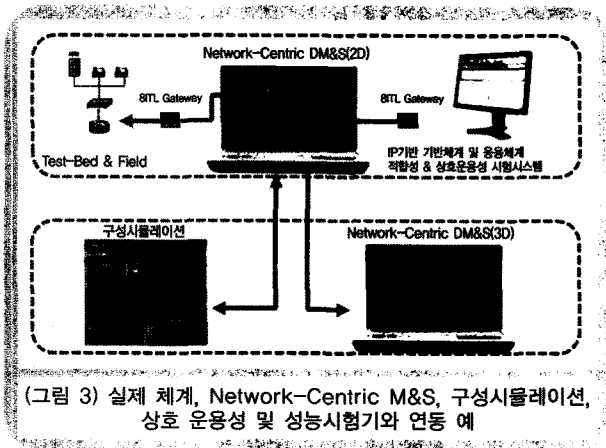 Network-Centric DM&S(2D)
SITL Gateway
SITL Gateway
Test-Bed & Field
IP기반 기반체계 및 응용체계
적합성 & 상호운용성 시험시스템
구성시뮬레이션
Network-Centric DM&S(3D)
(그림 3) 실제 체계, Network-Centric M&S, 구성시뮬레이션,
상호 운용성 및 성능시험기와 연동 예